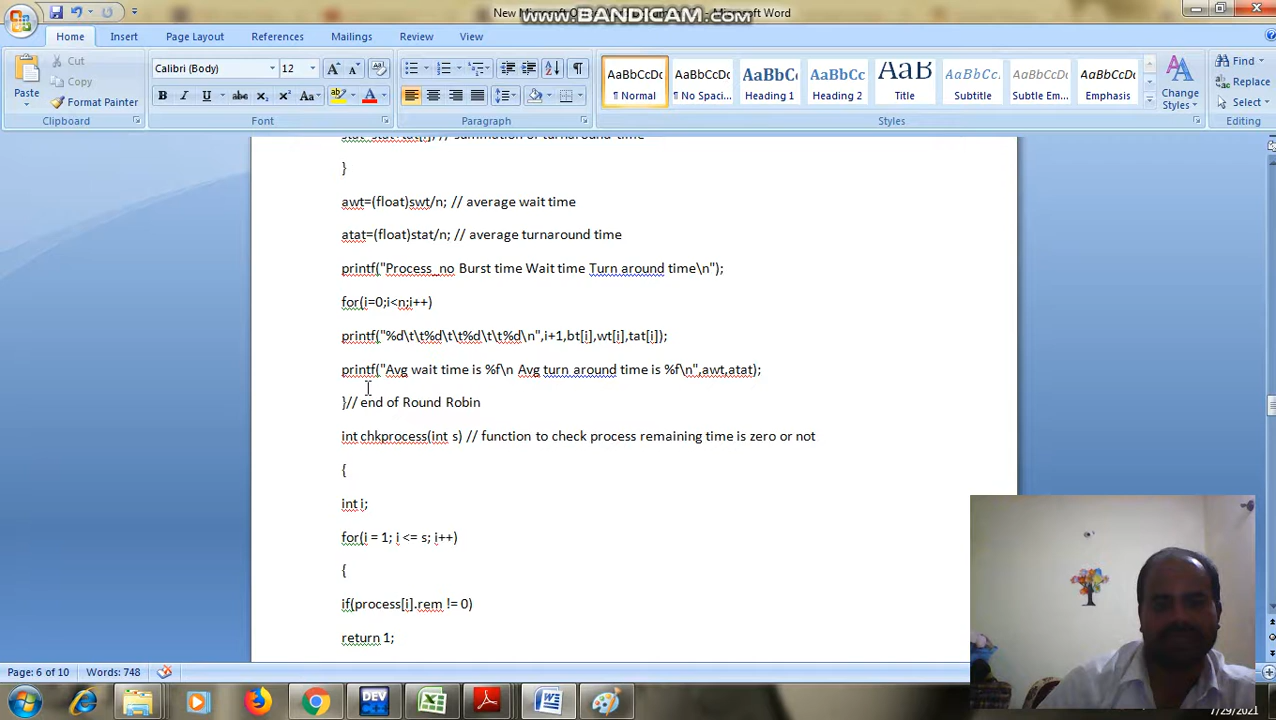 New Microsoft Word
www.BANDICAM.com
Home Insert Page Layout References Mailings Review View
Cut
Copy
Format Painter
Paste
Clipboard
Calibri (Body) 12
Font
Paragraph
AaBbCcDc AaBbCcDc AaBbCc AaBbCc AaB AaBbCc. AaBbCcDc AaBbCcDc
¶ Normal ¶ No Spaci... Heading 1 Heading 2 Title Subtitle Subtle Em... Emphasis
Change Styles
Styles
Find
Replace
Select
Editing
}
awt=(float)swt/n; // average wait time
atat=(float)stat/n; // average turnaround time
printf("Process_no Burst time Wait time Turn around time\n");
for(i=0;i<n;i++)
printf("%d\t\t%d\t\t%d\t\t%d\n",i+1,bt[i],wt[i],tat[i]);
printf("Avg wait time is %f\n Avg turn around time is %f\n",awt,atat);
}// end of Round Robin
int chkprocess(int s) // function to check process remaining time is zero or not
{
int i;
for(i = 1; i <= s; i++)
{
if(process[i].rem != 0)
return 1;
Page: 6 of 10 Words: 748
DEV
7/29/2021